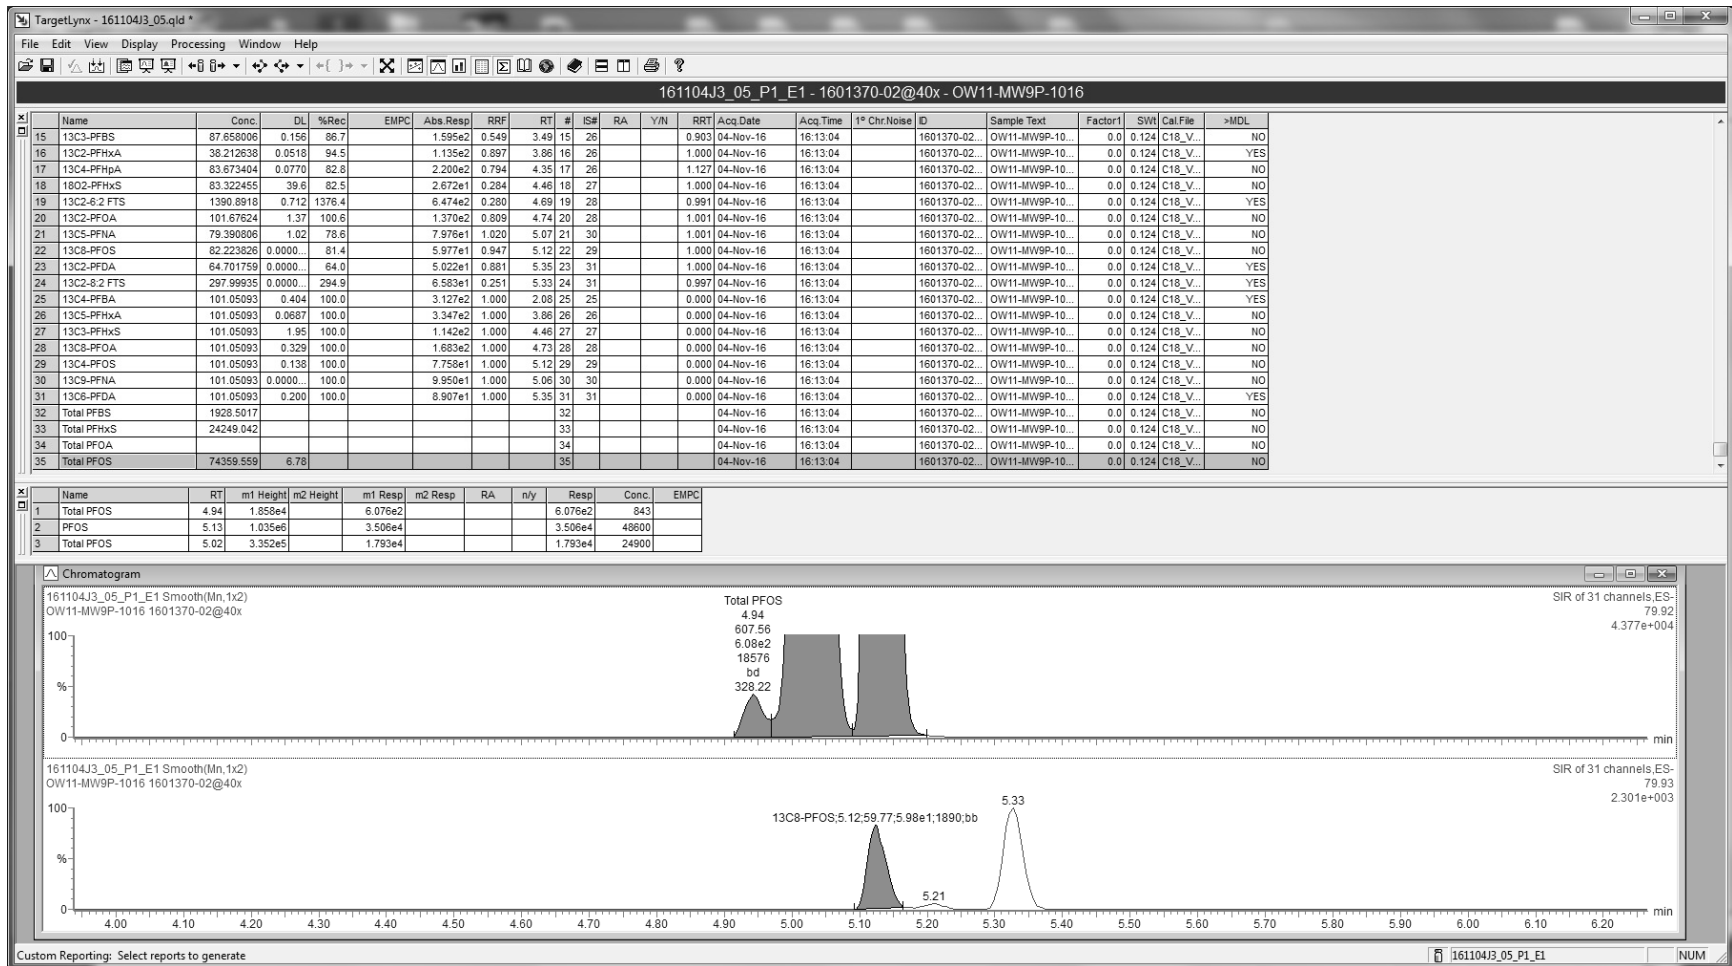 TargetLynx - 161104J3_05.qld *
File Edit View Display Processing Window Help
161104J3_05_P1_E1 - 1601370-02@40x - OW11-MW9P-1016
Name Conc. DL %Rec EMPC Abs.Resp RRF RT # IS# RA Y/N RRT Acq.Date Acq.Time 1° Chr.Noise ID Sample Text Factor1 SWt Cal.File >MDL
15 13C3-PFBS 87.658006 0.156 86.7 1.595e2 0.549 3.49 15 26 0.903 04-Nov-16 16:13:04 1601370-02... OW11-MW9P-10... 0.0 0.124 C18_V... NO
16 13C2-PFHxA 38.212638 0.0518 94.5 1.135e2 0.897 3.86 16 26 1.000 04-Nov-16 16:13:04 1601370-02... OW11-MW9P-10... 0.0 0.124 C18_V... YES
17 13C4-PFHpA 83.673404 0.0770 82.8 2.200e2 0.794 4.35 17 26 1.127 04-Nov-16 16:13:04 1601370-02... OW11-MW9P-10... 0.0 0.124 C18_V... NO
18 18O2-PFHxS 83.322455 39.6 82.5 2.672e1 0.284 4.46 18 27 1.000 04-Nov-16 16:13:04 1601370-02... OW11-MW9P-10... 0.0 0.124 C18_V... NO
19 13C2-6:2 FTS 1390.8918 0.712 1376.4 6.474e2 0.280 4.69 19 28 0.991 04-Nov-16 16:13:04 1601370-02... OW11-MW9P-10... 0.0 0.124 C18_V... YES
20 13C2-PFOA 101.67624 1.37 100.6 1.370e2 0.809 4.74 20 28 1.001 04-Nov-16 16:13:04 1601370-02... OW11-MW9P-10... 0.0 0.124 C18_V... NO
21 13C5-PFNA 79.390806 1.02 78.6 7.976e1 1.020 5.07 21 30 1.001 04-Nov-16 16:13:04 1601370-02... OW11-MW9P-10... 0.0 0.124 C18_V... NO
22 13C8-PFOS 82.223826 0.0000... 81.4 5.977e1 0.947 5.12 22 29 1.000 04-Nov-16 16:13:04 1601370-02... OW11-MW9P-10... 0.0 0.124 C18_V... NO
23 13C2-PFDA 64.701759 0.0000... 64.0 5.022e1 0.881 5.35 23 31 1.000 04-Nov-16 16:13:04 1601370-02... OW11-MW9P-10... 0.0 0.124 C18_V... YES
24 13C2-8:2 FTS 297.99935 0.0000... 294.9 6.583e1 0.251 5.33 24 31 0.997 04-Nov-16 16:13:04 1601370-02... OW11-MW9P-10... 0.0 0.124 C18_V... YES
25 13C4-PFBA 101.05093 0.404 100.0 3.127e2 1.000 2.08 25 25 0.000 04-Nov-16 16:13:04 1601370-02... OW11-MW9P-10... 0.0 0.124 C18_V... YES
26 13C5-PFHxA 101.05093 0.0687 100.0 3.347e2 1.000 3.86 26 26 0.000 04-Nov-16 16:13:04 1601370-02... OW11-MW9P-10... 0.0 0.124 C18_V... NO
27 13C3-PFHxS 101.05093 1.95 100.0 1.142e2 1.000 4.46 27 27 0.000 04-Nov-16 16:13:04 1601370-02... OW11-MW9P-10... 0.0 0.124 C18_V... NO
28 13C8-PFOA 101.05093 0.329 100.0 1.683e2 1.000 4.73 28 28 0.000 04-Nov-16 16:13:04 1601370-02... OW11-MW9P-10... 0.0 0.124 C18_V... NO
29 13C4-PFOS 101.05093 0.138 100.0 7.758e1 1.000 5.12 29 29 0.000 04-Nov-16 16:13:04 1601370-02... OW11-MW9P-10... 0.0 0.124 C18_V... NO
30 13C9-PFNA 101.05093 0.0000... 100.0 9.950e1 1.000 5.06 30 30 0.000 04-Nov-16 16:13:04 1601370-02... OW11-MW9P-10... 0.0 0.124 C18_V... NO
31 13C6-PFDA 101.05093 0.200 100.0 8.907e1 1.000 5.35 31 31 0.000 04-Nov-16 16:13:04 1601370-02... OW11-MW9P-10... 0.0 0.124 C18_V... YES
32 Total PFBS 1928.5017 32 04-Nov-16 16:13:04 1601370-02... OW11-MW9P-10... 0.0 0.124 C18_V... NO
33 Total PFHxS 24249.042 33 04-Nov-16 16:13:04 1601370-02... OW11-MW9P-10... 0.0 0.124 C18_V... NO
34 Total PFOA 34 04-Nov-16 16:13:04 1601370-02... OW11-MW9P-10... 0.0 0.124 C18_V... NO
35 Total PFOS 74359.559 6.78 35 04-Nov-16 16:13:04 1601370-02... OW11-MW9P-10... 0.0 0.124 C18_V... NO
Name RT m1 Height m2 Height m1 Resp m2 Resp RA n/y Resp Conc. EMPC
1 Total PFOS 4.94 1.858e4 6.076e2 6.076e2 843
2 PFOS 5.13 1.035e6 3.506e4 3.506e4 48600
3 Total PFOS 5.02 3.352e5 1.793e4 1.793e4 24900
Chromatogram
161104J3_05_P1_E1 Smooth(Mn,1x2)
OW11-MW9P-1016 1601370-02@40x
SIR of 31 channels,ES-
79.92
4.377e+004
Total PFOS
4.94
607.56
6.08e2
18576
bd
328.22
100
%
0
min
161104J3_05_P1_E1 Smooth(Mn,1x2)
OW11-MW9P-1016 1601370-02@40x
SIR of 31 channels,ES-
79.93
2.301e+003
5.33
13C8-PFOS;5.12;59.77;5.98e1;1890;bb
5.21
100
%
0
min
4.00 4.10 4.20 4.30 4.40 4.50 4.60 4.70 4.80 4.90 5.00 5.10 5.20 5.30 5.40 5.50 5.60 5.70 5.80 5.90 6.00 6.10 6.20
Custom Reporting: Select reports to generate
161104J3_05_P1_E1
NUM